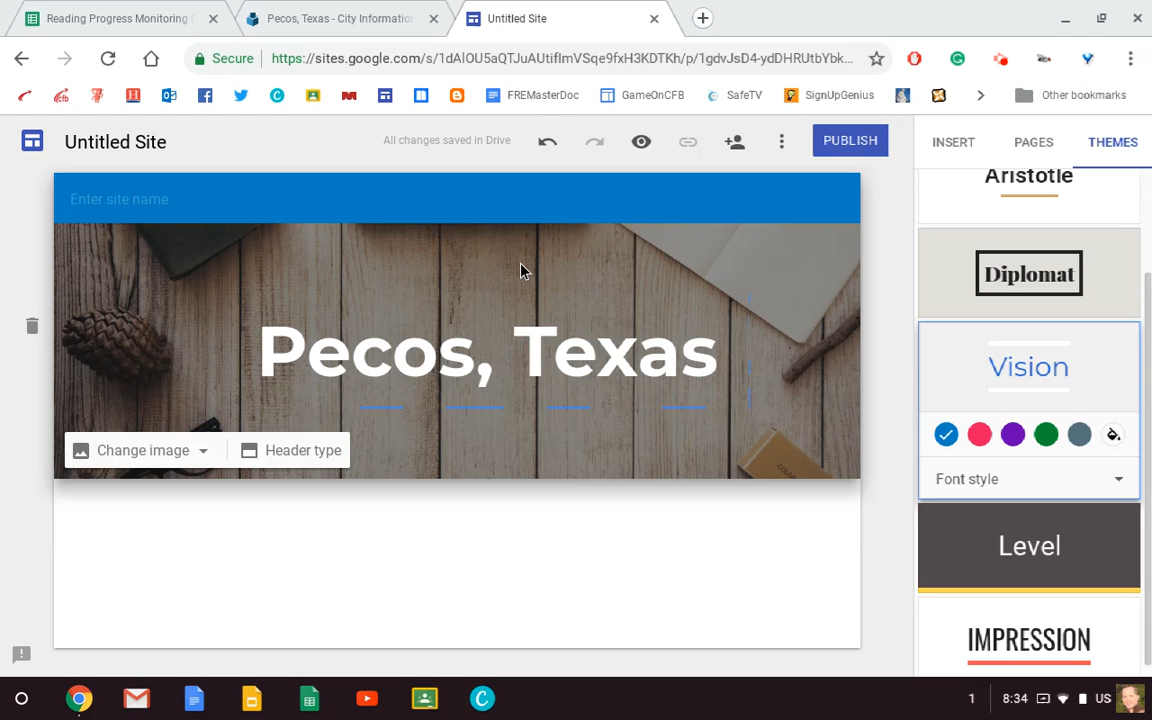 Reading Progress Monitoring
Pecos, Texas - City Information
Untitled Site
Secure
https://sites.google.com/s/1dAlOU5aQTJuAUtifImVSqe9fxH3KDTKh/p/1gdvJsD4-ydDHRUtbYbk...
FREMasterDoc
GameOnCFB
SafeTV
SignUpGenius
Other bookmarks
Untitled Site
All changes saved in Drive
PUBLISH
INSERT
PAGES
THEMES
Enter site name
Pecos, Texas
Change image
Header type
Aristotle
Diplomat
Vision
Font style
Level
IMPRESSION
1
8:34
US